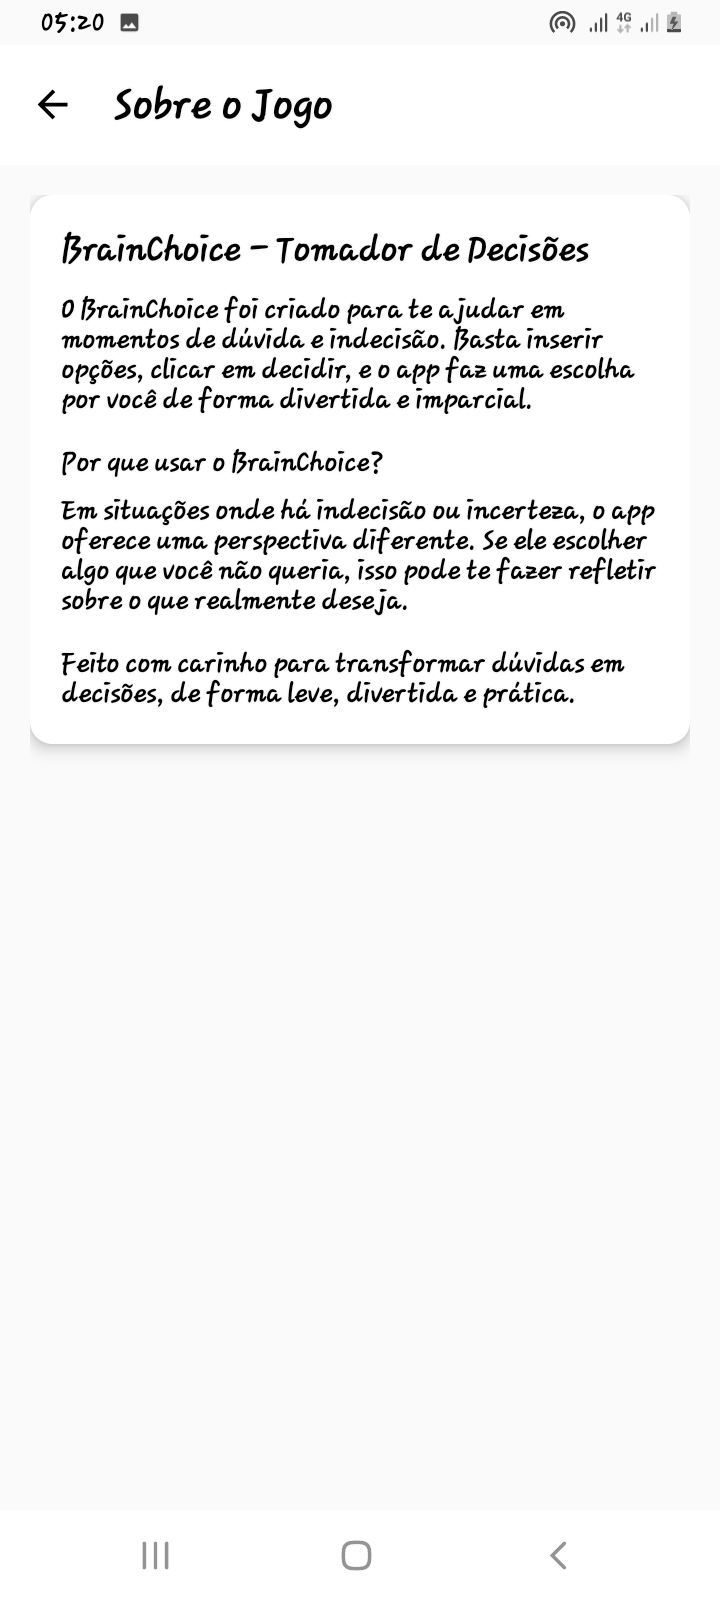 05:20
4G
Sobre o Jogo
BrainChoice – Tomador de Decisões
O BrainChoice foi criado para te ajudar em
momentos de dúvida e indecisão. Basta inserir
opções, clicar em decidir, e o app faz uma escolha
por você de forma divertida e imparcial.
Por que usar o BrainChoice?
Em situações onde há indecisão ou incerteza, o app
oferece uma perspectiva diferente. Se ele escolher
algo que você não queria, isso pode te fazer refletir
sobre o que realmente deseja.
Feito com carinho para transformar dúvidas em
decisões, de forma leve, divertida e prática.